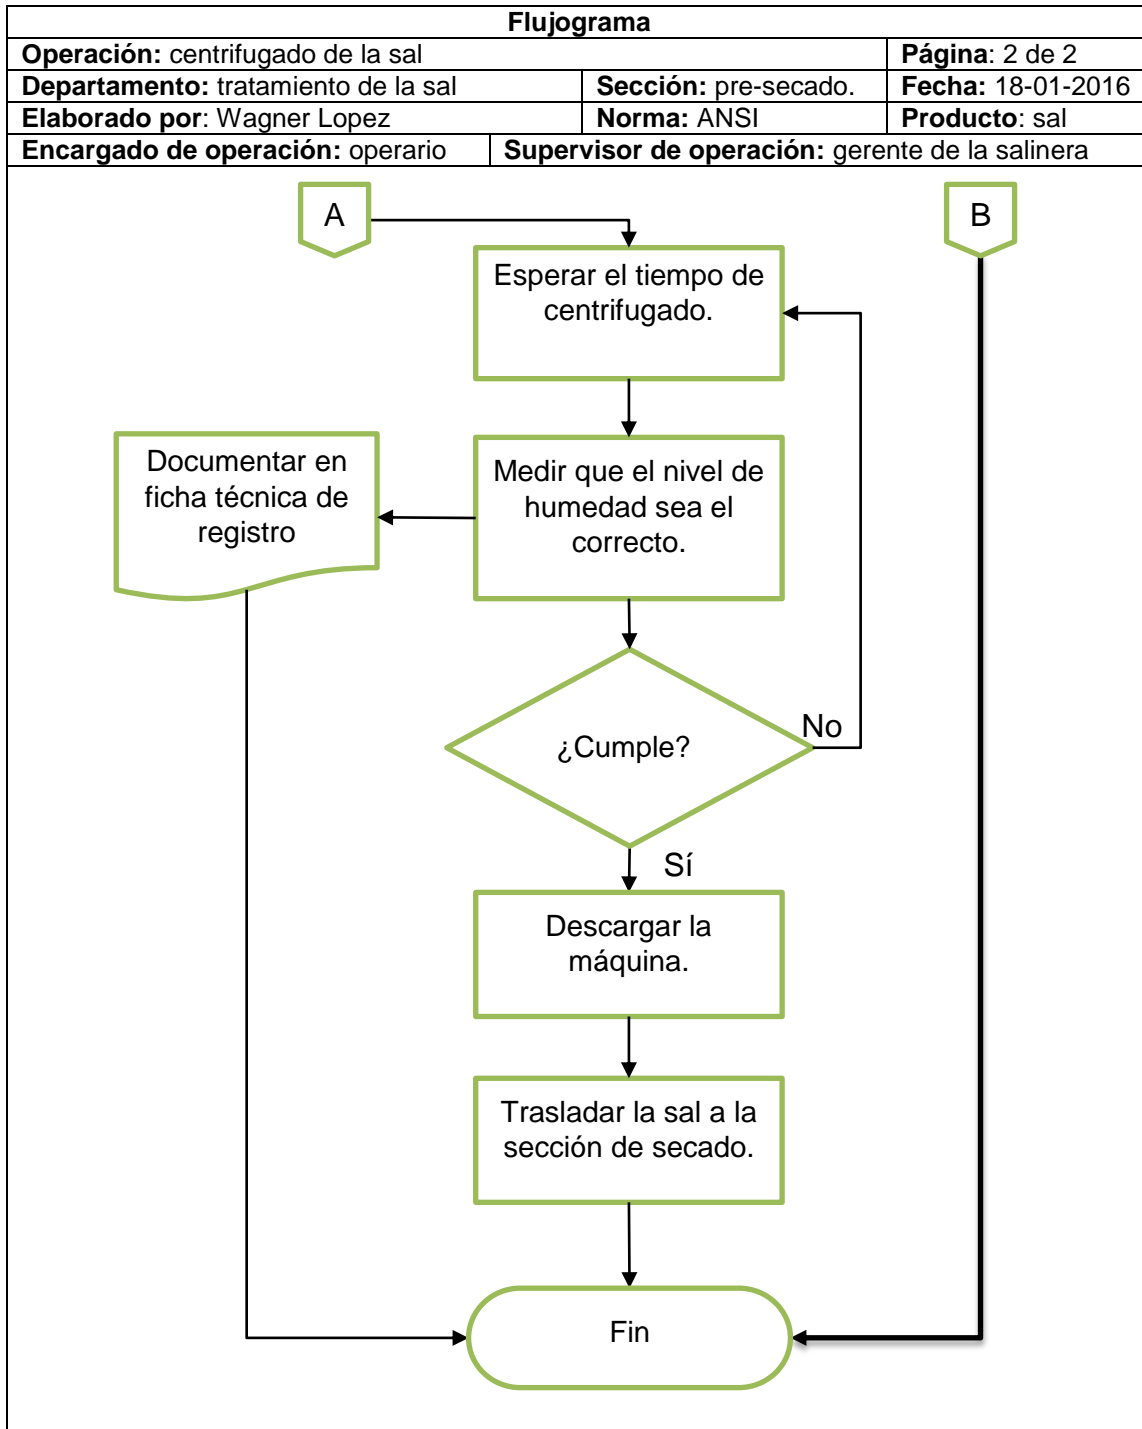 Flujograma
Operación: centrifugado de la sal Página: 2 de 2
Departamento: tratamiento de la sal Sección: pre-secado. Fecha: 18-01-2016
Elaborado por: Wagner Lopez Norma: ANSI Producto: sal
Encargado de operación: operario Supervisor de operación: gerente de la salinera
A
B
Esperar el tiempo de
centrifugado.
Documentar en
ficha técnica de
registro
Medir que el nivel de
humedad sea el
correcto.
¿Cumple?
No
Sí
Descargar la
máquina.
Trasladar la sal a la
sección de secado.
Fin